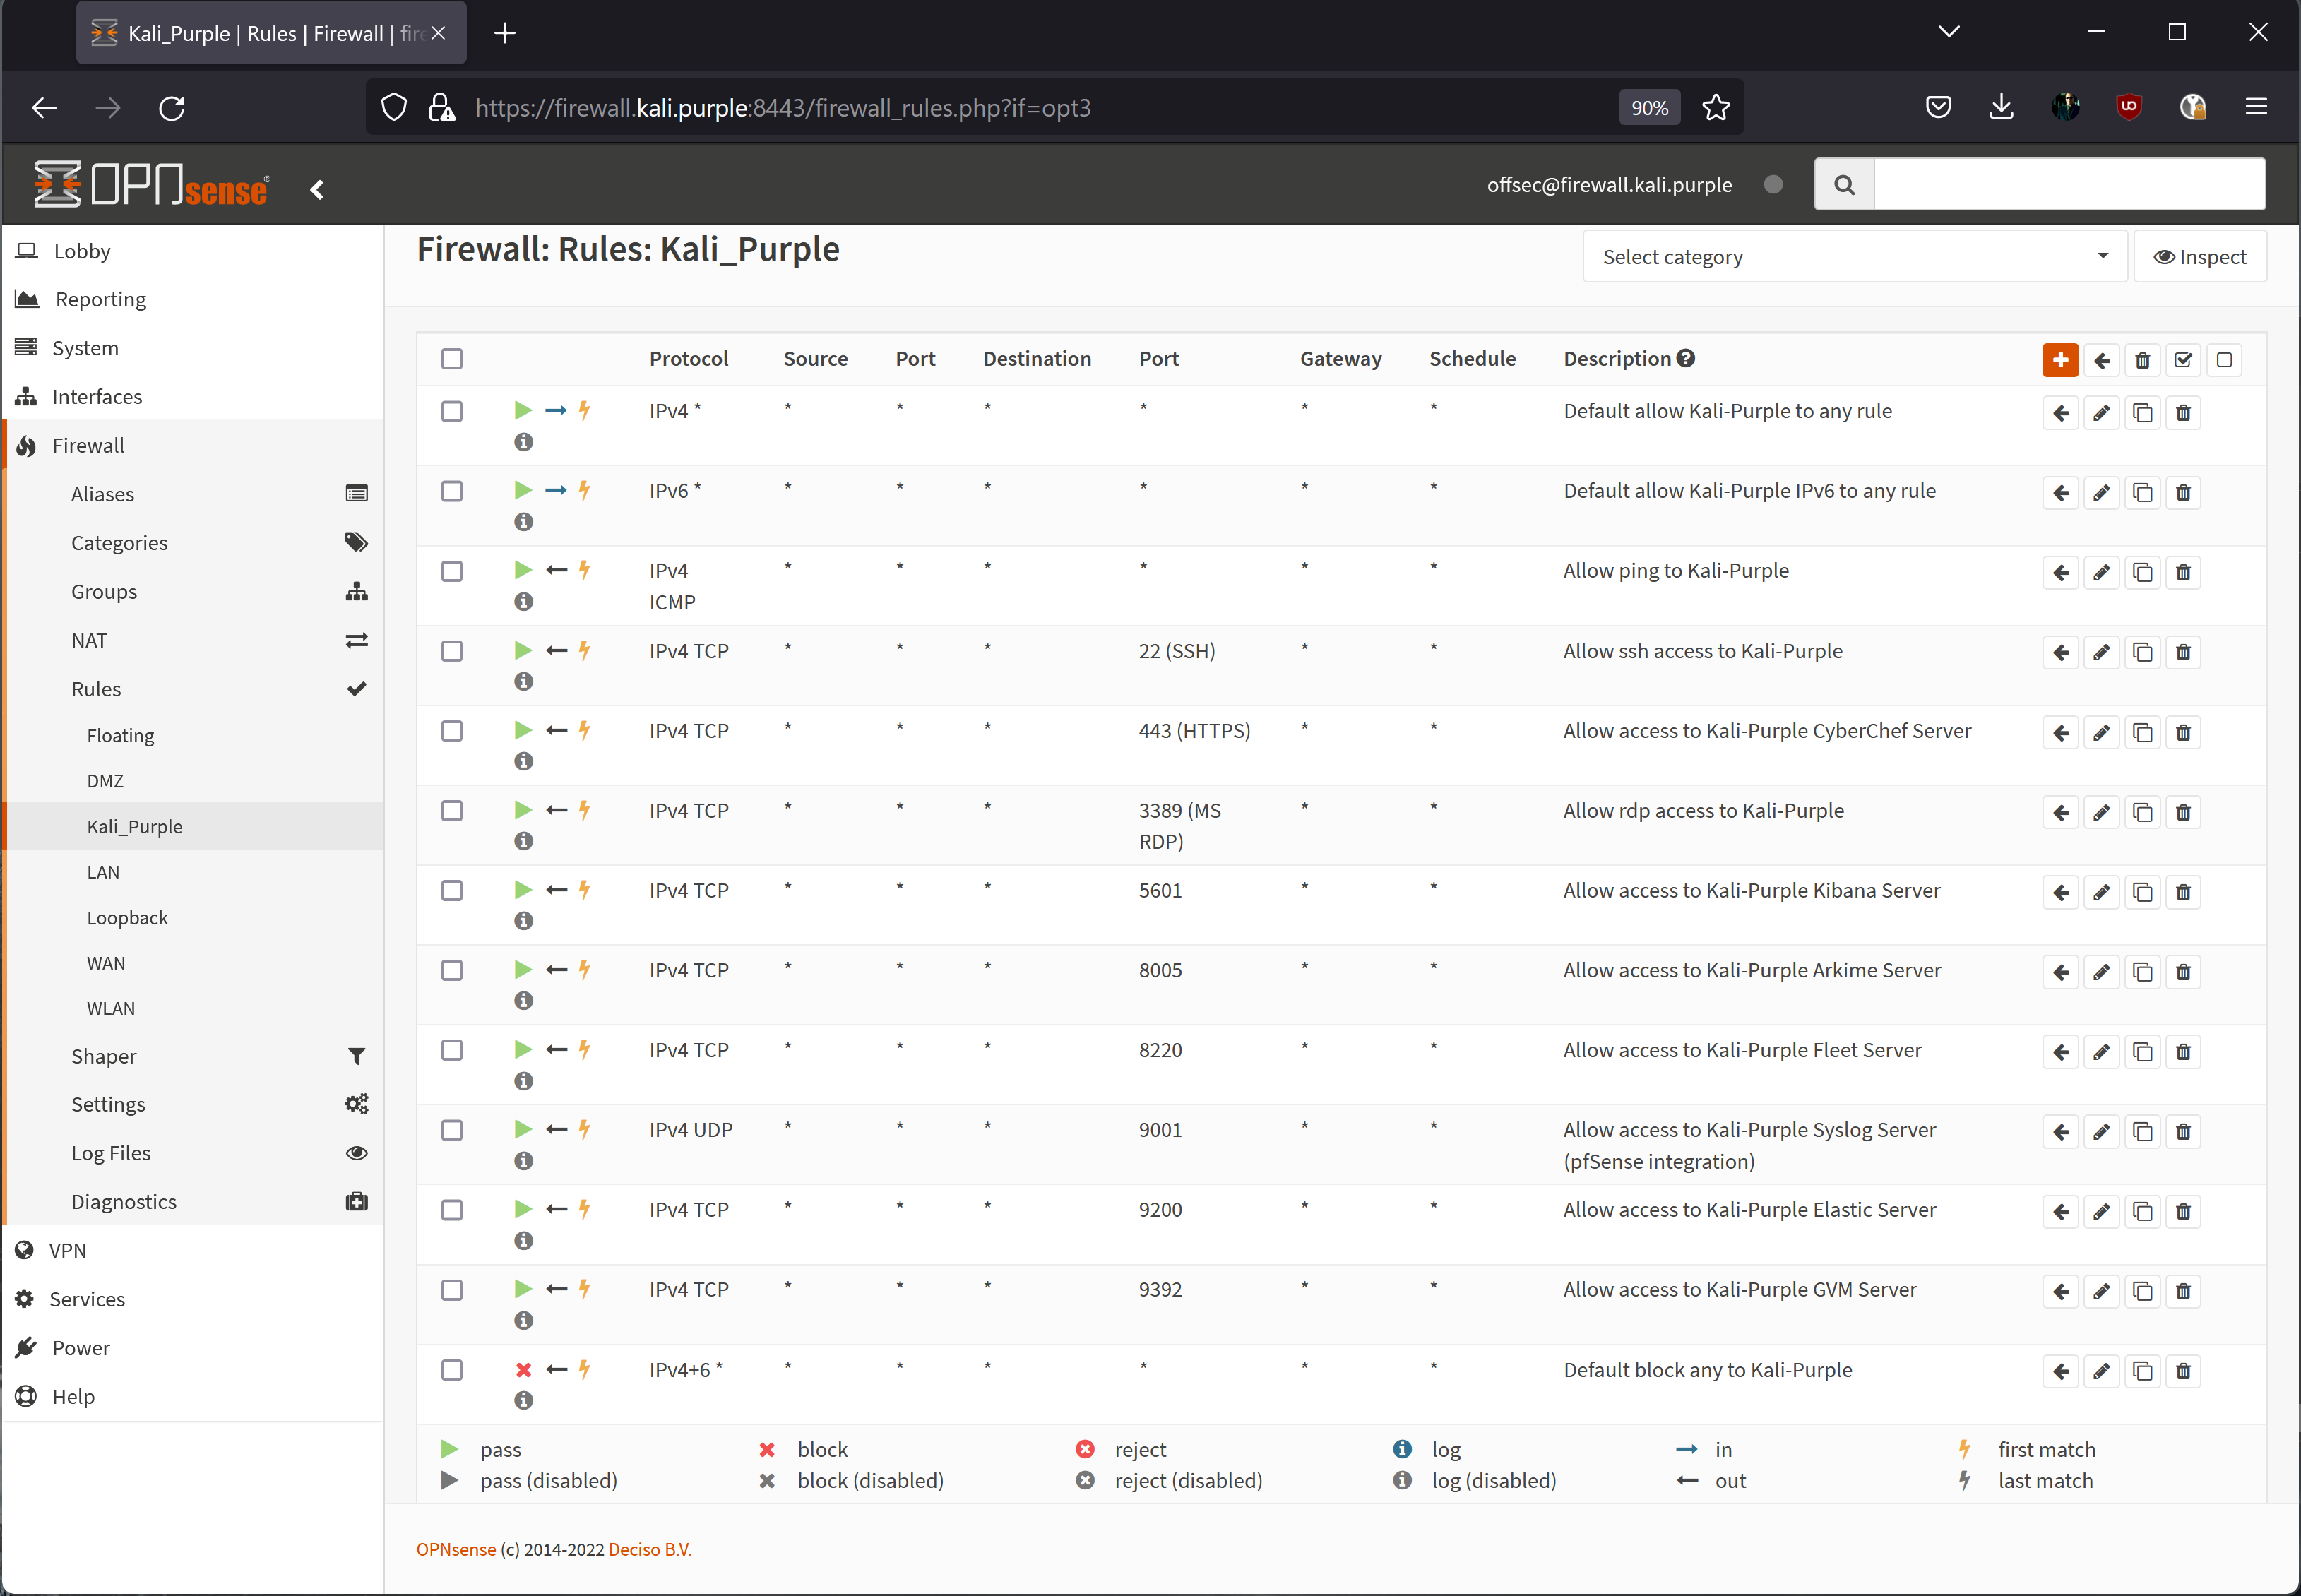 Kali_Purple | Rules | Firewall | fire
https://firewall.kali.purple:8443/firewall_rules.php?if=opt3
90%
OPNsense®
offsec@firewall.kali.purple
Lobby
Reporting
System
Interfaces
Firewall
Aliases
Categories
Groups
NAT
Rules
Floating
DMZ
Kali_Purple
LAN
Loopback
WAN
WLAN
Shaper
Settings
Log Files
Diagnostics
VPN
Services
Power
Help
Firewall: Rules: Kali_Purple
Select category
Inspect
Protocol Source Port Destination Port Gateway Schedule Description
IPv4 * * * * * * * Default allow Kali-Purple to any rule
IPv6 * * * * * * * Default allow Kali-Purple IPv6 to any rule
IPv4 * * * * * * Allow ping to Kali-Purple
ICMP
IPv4 TCP * * * 22 (SSH) * * Allow ssh access to Kali-Purple
IPv4 TCP * * * 443 (HTTPS) * * Allow access to Kali-Purple CyberChef Server
IPv4 TCP * * * 3389 (MS * * Allow rdp access to Kali-Purple
RDP)
IPv4 TCP * * * 5601 * * Allow access to Kali-Purple Kibana Server
IPv4 TCP * * * 8005 * * Allow access to Kali-Purple Arkime Server
IPv4 TCP * * * 8220 * * Allow access to Kali-Purple Fleet Server
IPv4 UDP * * * 9001 * * Allow access to Kali-Purple Syslog Server
(pfSense integration)
IPv4 TCP * * * 9200 * * Allow access to Kali-Purple Elastic Server
IPv4 TCP * * * 9392 * * Allow access to Kali-Purple GVM Server
IPv4+6 * * * * * * * Default block any to Kali-Purple
pass block reject log in first match
pass (disabled) block (disabled) reject (disabled) log (disabled) out last match
OPNsense (c) 2014-2022 Deciso B.V.